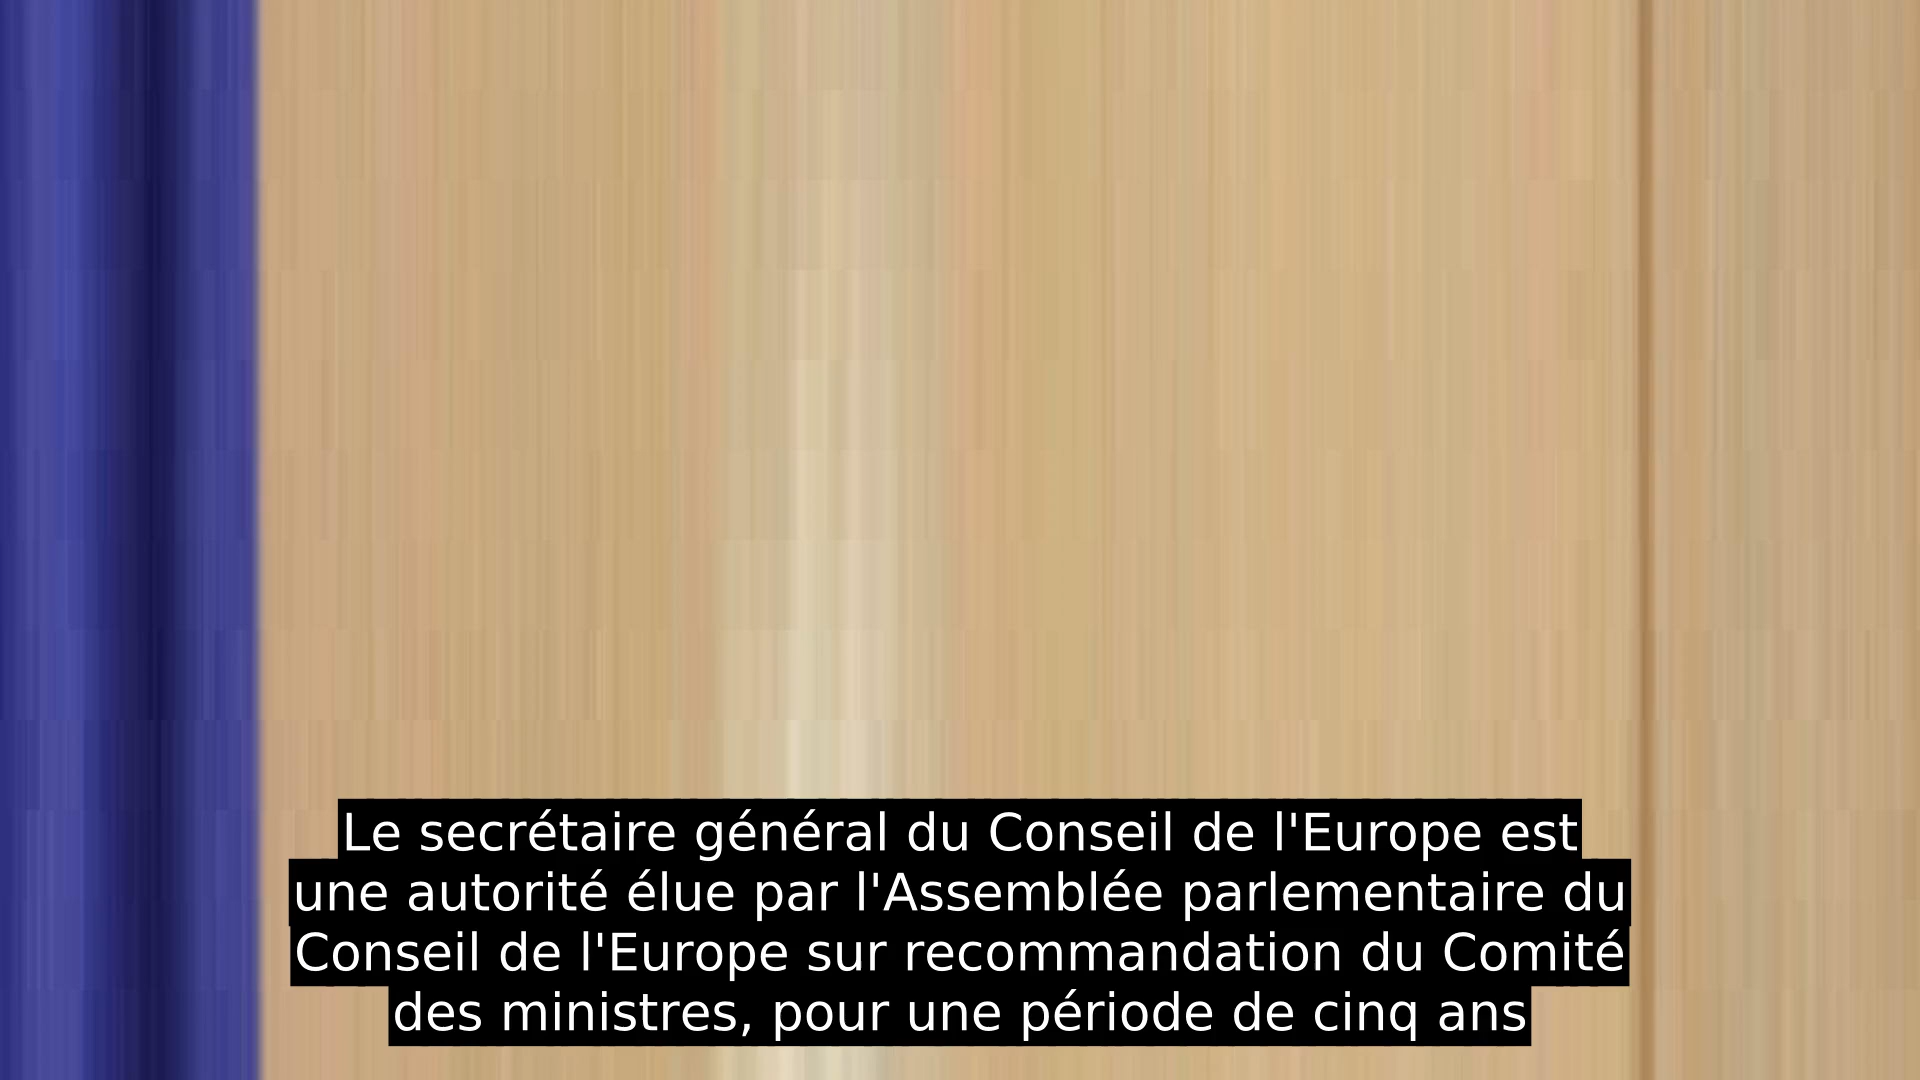 Le secrétaire général du Conseil de l'Europe est
une autorité élue par l'Assemblée parlementaire du
Conseil de l'Europe sur recommandation du Comité
des ministres, pour une période de cinq ans